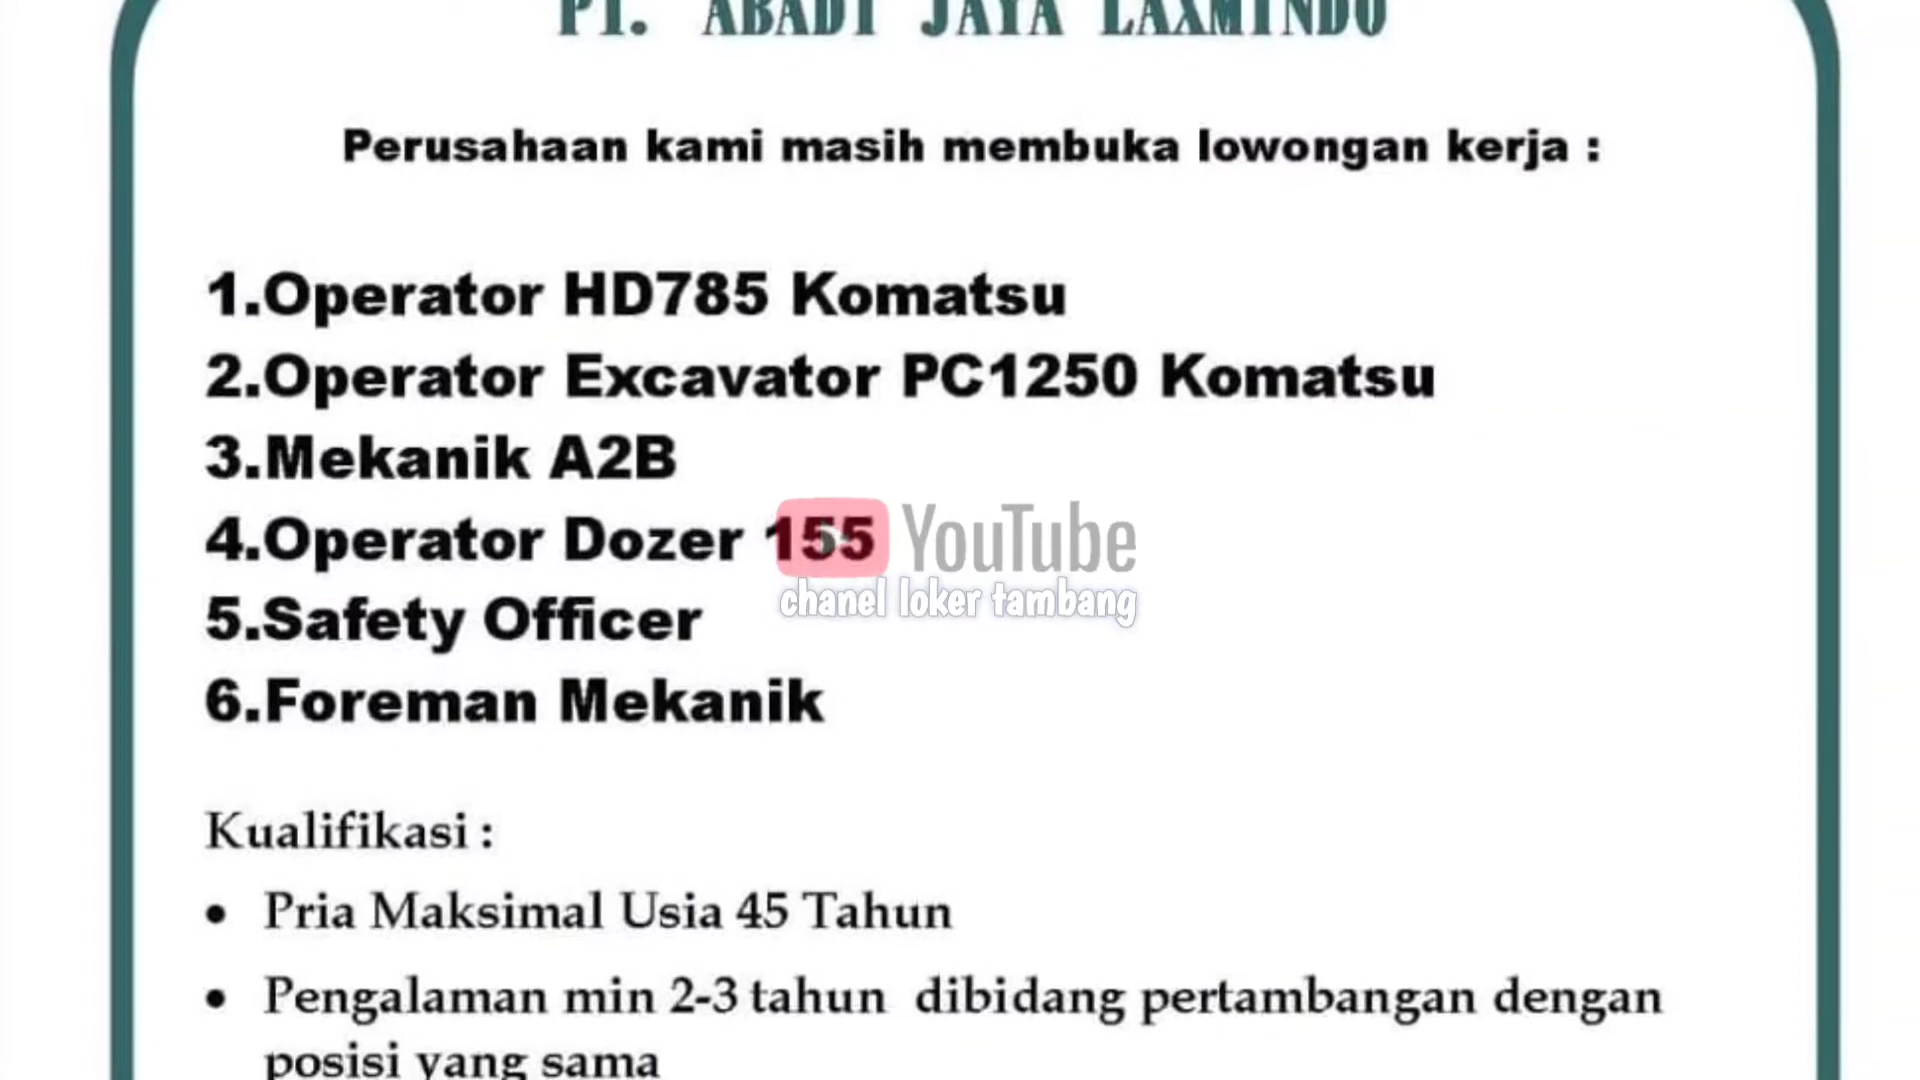 PT. ABADI JAYA LAXMINDO
Perusahaan kami masih membuka lowongan kerja :
1.Operator HD785 Komatsu
2.Operator Excavator PC1250 Komatsu
3.Mekanik A2B
4.Operator Dozer 155
YouTube
chanel loker tambang
5.Safety Officer
6.Foreman Mekanik
Kualifikasi :
• Pria Maksimal Usia 45 Tahun
• Pengalaman min 2-3 tahun dibidang pertambangan dengan
posisi yang sama